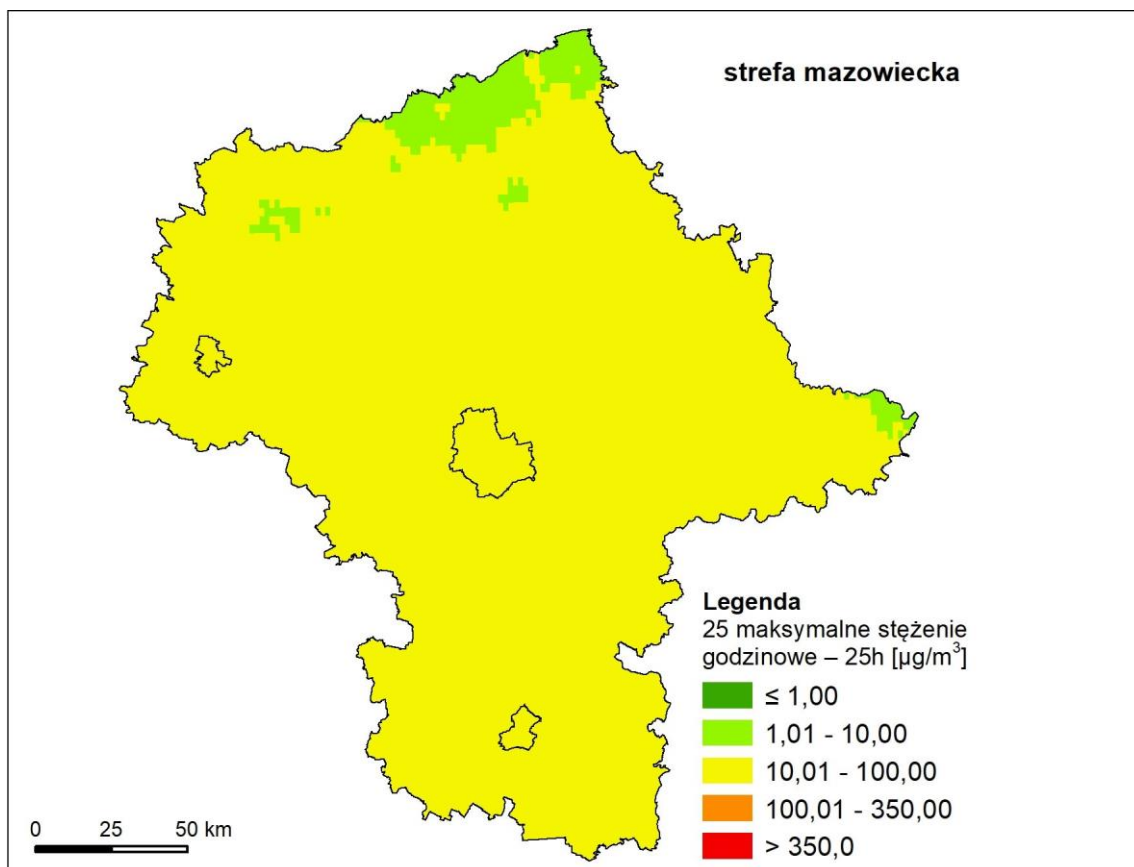 strefa mazowiecka
Legenda
25 maksymalne stężenie
godzinowe – 25h [µg/m³]
≤ 1,00
1,01 - 10,00
10,01 - 100,00
100,01 - 350,00
> 350,0
0 25 50 km